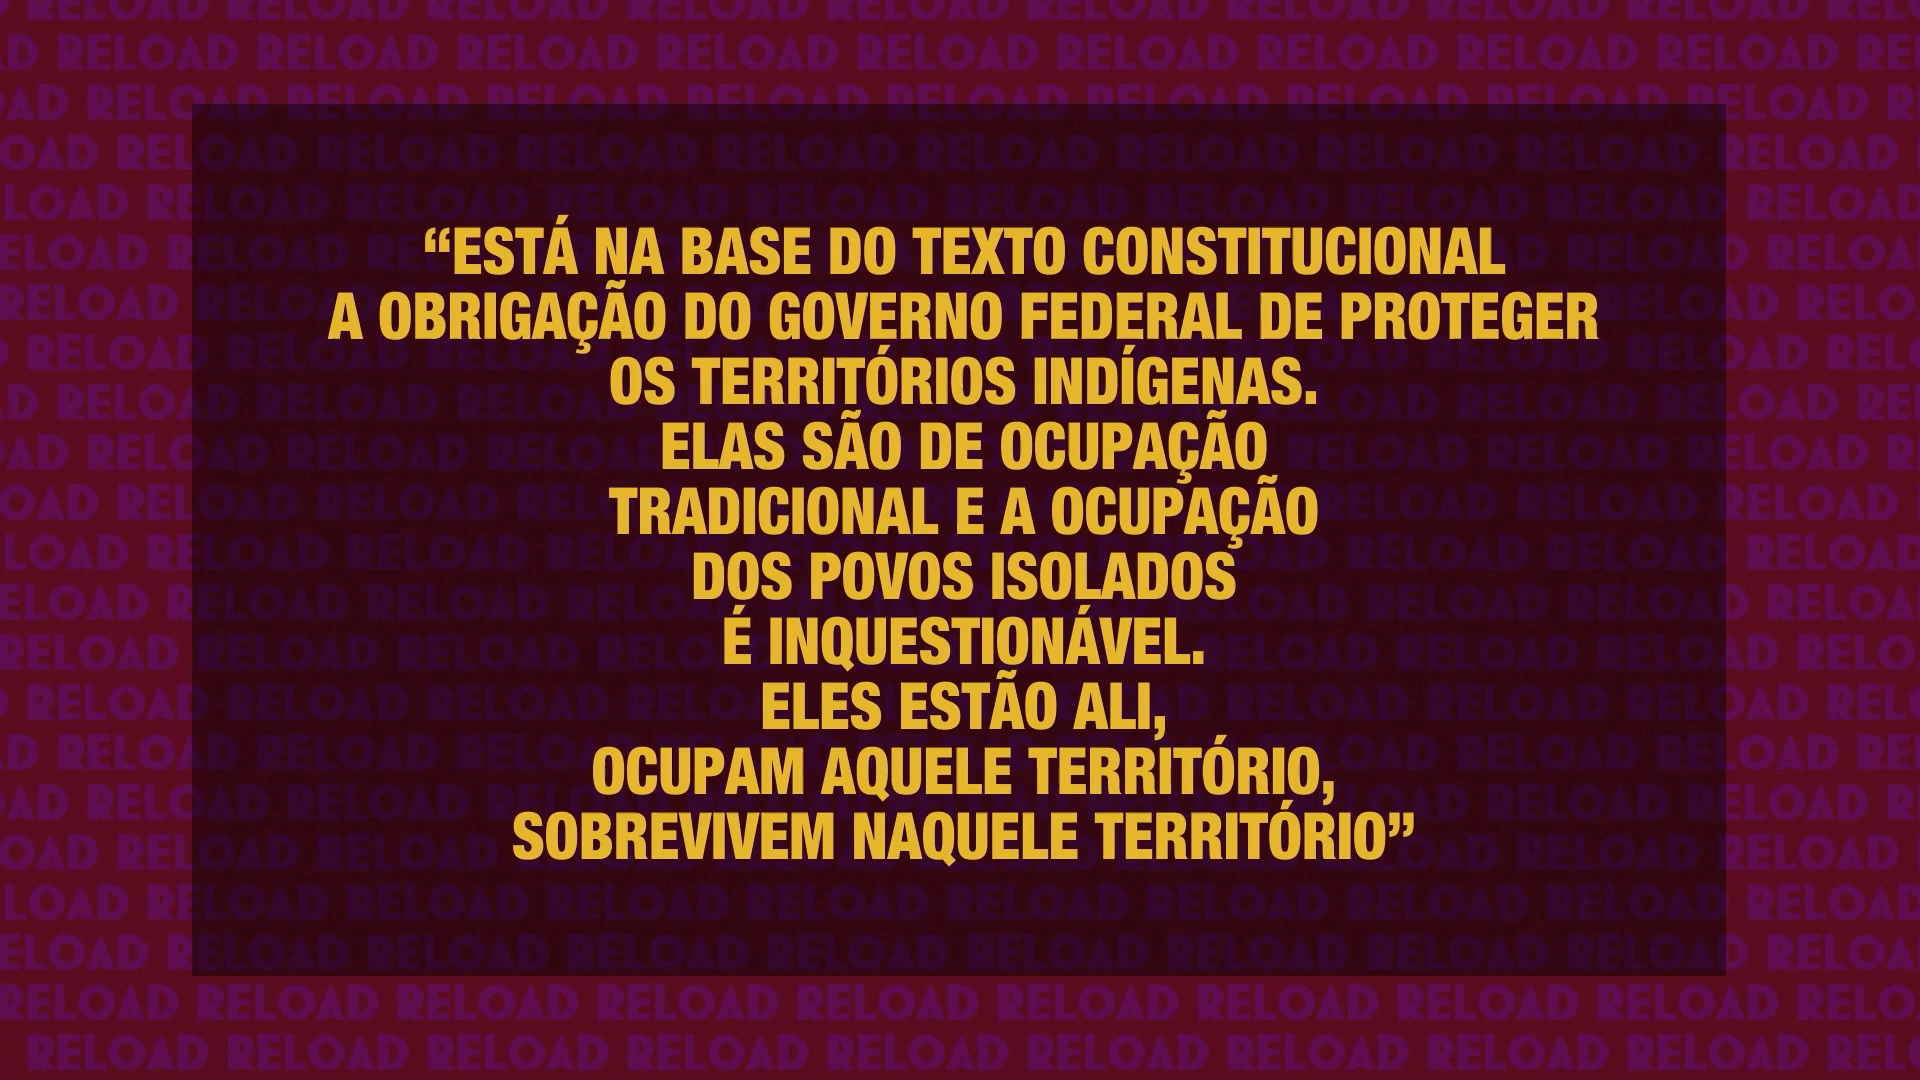 “ESTÁ NA BASE DO TEXTO CONSTITUCIONAL
A OBRIGAÇÃO DO GOVERNO FEDERAL DE PROTEGER
OS TERRITÓRIOS INDÍGENAS.
ELAS SÃO DE OCUPAÇÃO
TRADICIONAL E A OCUPAÇÃO
DOS POVOS ISOLADOS
É INQUESTIONÁVEL.
ELES ESTÃO ALI,
OCUPAM AQUELE TERRITÓRIO,
SOBREVIVEM NAQUELE TERRITÓRIO”
RELOAD